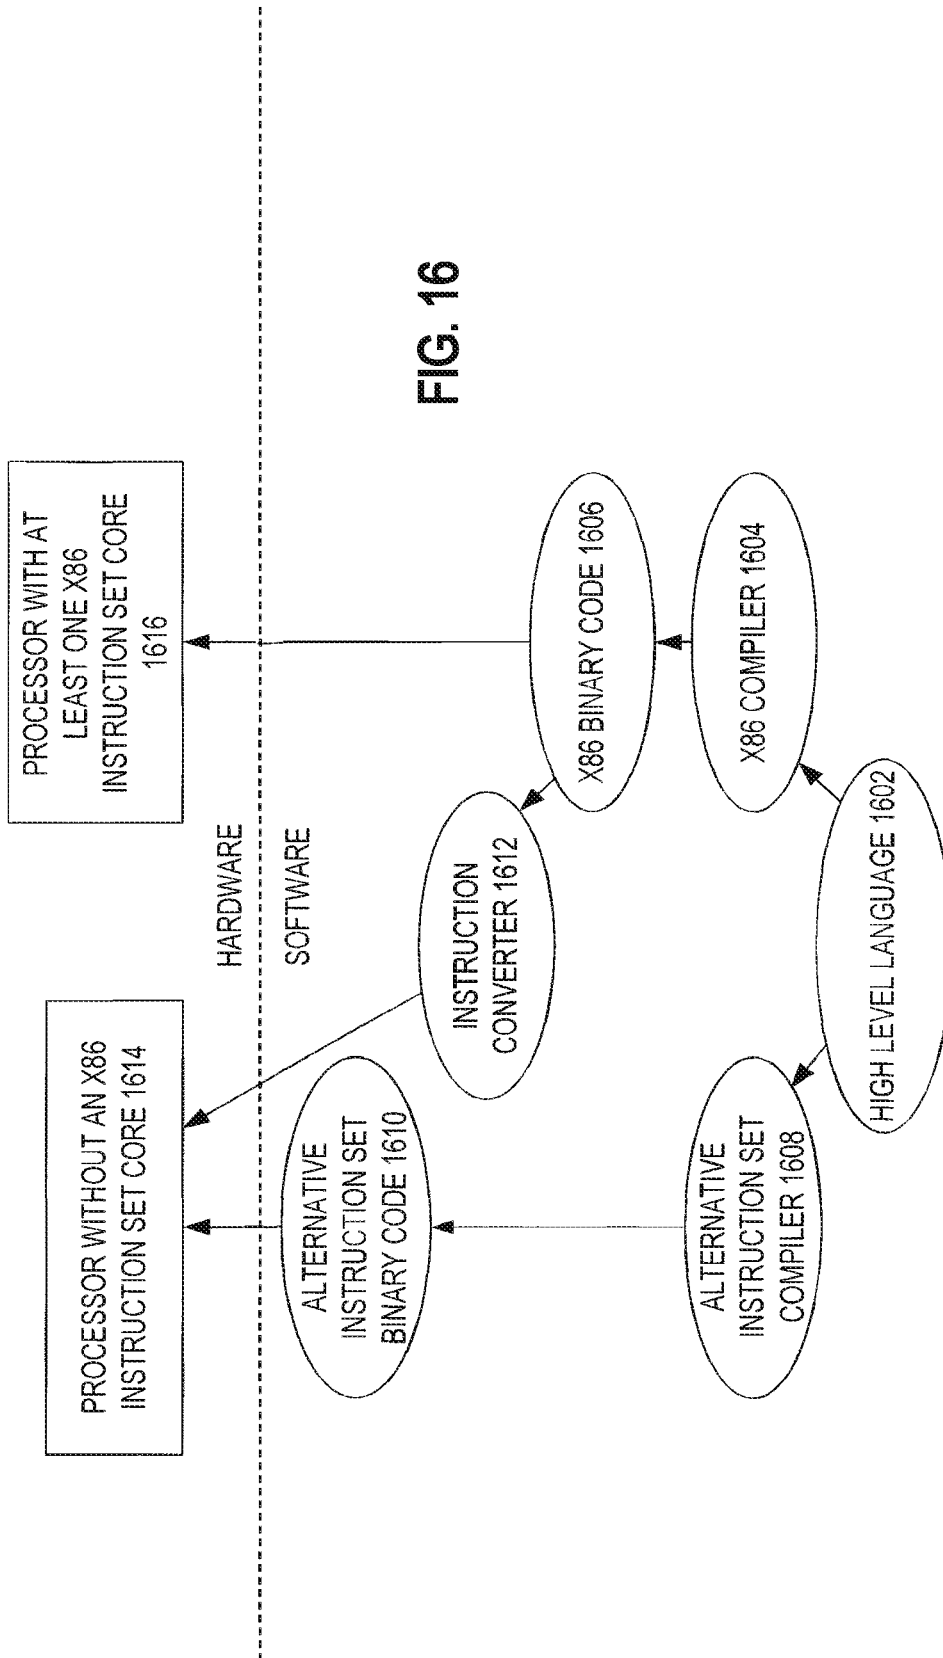 PROCESSOR WITHOUT AN X86
INSTRUCTION SET CORE 1614
PROCESSOR WITH AT
LEAST ONE X86
INSTRUCTION SET CORE
1616
HARDWARE
SOFTWARE
ALTERNATIVE
INSTRUCTION SET
BINARY CODE 1610
INSTRUCTION
CONVERTER 1612
X86 BINARY CODE 1606
ALTERNATIVE
INSTRUCTION SET
COMPILER 1608
X86 COMPILER 1604
HIGH LEVEL LANGUAGE 1602
FIG. 16